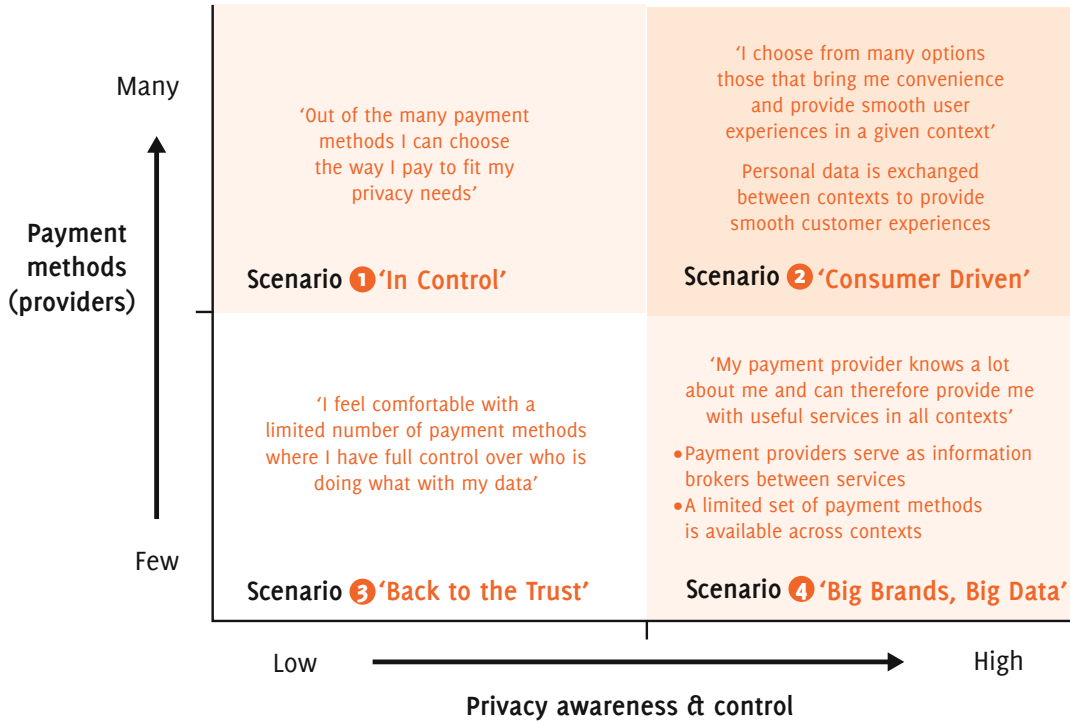 Many
Payment
methods
(providers)
Few
‘Out of the many payment
methods I can choose
the way I pay to fit my
privacy needs’
Scenario 1 ‘In Control’
‘I choose from many options
those that bring me convenience
and provide smooth user
experiences in a given context’
Personal data is exchanged
between contexts to provide
smooth customer experiences
Scenario 2 ‘Consumer Driven’
‘I feel comfortable with a
limited number of payment methods
where I have full control over who is
doing what with my data’
Scenario 3 ‘Back to the Trust’
‘My payment provider knows a lot
about me and can therefore provide me
with useful services in all contexts’
• Payment providers serve as information
brokers between services
• A limited set of payment methods
is available across contexts
Scenario 4 ‘Big Brands, Big Data’
Low
High
Privacy awareness & control